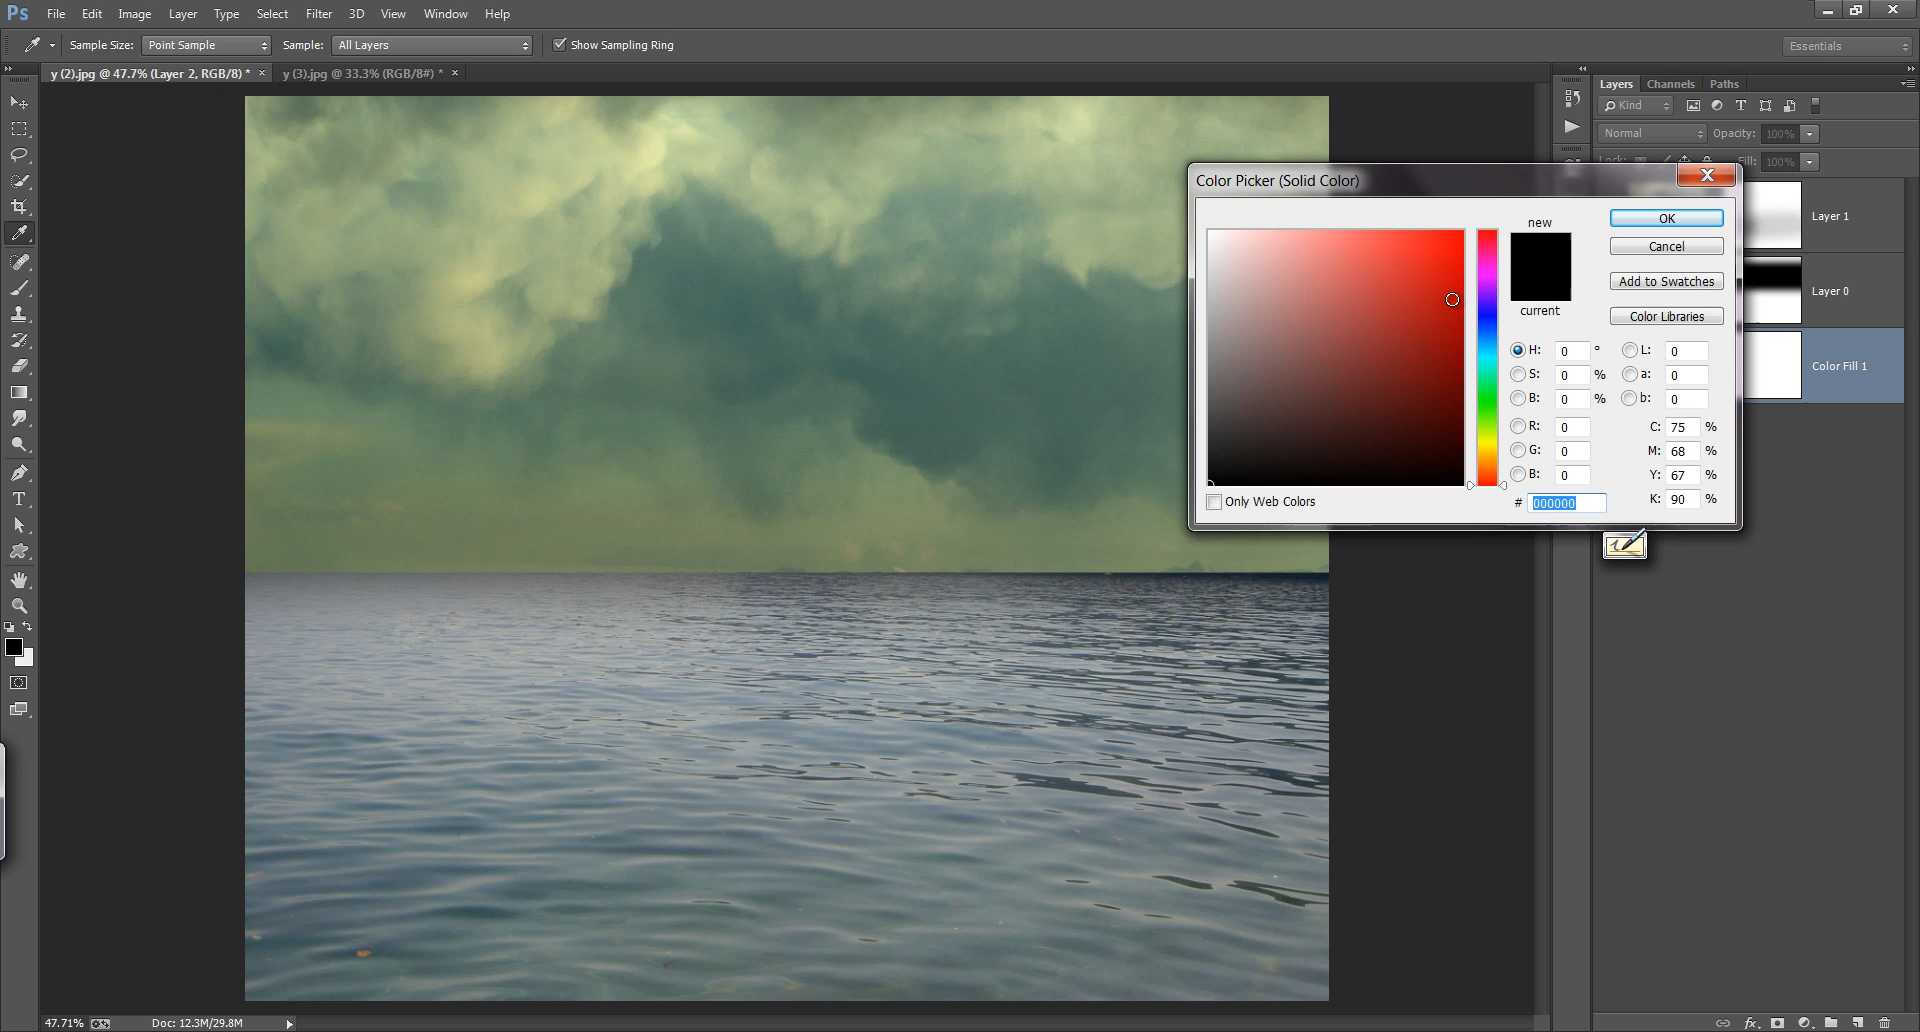 Ps File Edit Image Layer Type Select Filter 3D View Window Help
Sample Size: Point Sample Sample: All Layers Show Sampling Ring Essentials
y (2).jpg @ 47.7% (Layer 2, RGB/8) * × y (3).jpg @ 33.3% (RGB/8#) * ×
Layers Channels Paths
Kind
Normal Opacity: 100%
Lock: Fill: 100%
Layer 1
Layer 0
Color Fill 1
Color Picker (Solid Color)
new
current
OK
Cancel
Add to Swatches
Color Libraries
H: 0 ° L: 0
S: 0 % a: 0
B: 0 % b: 0
R: 0 C: 75 %
G: 0 M: 68 %
B: 0 Y: 67 %
# 000000 K: 90 %
Only Web Colors
47.71% Doc: 12.3M/29.8M